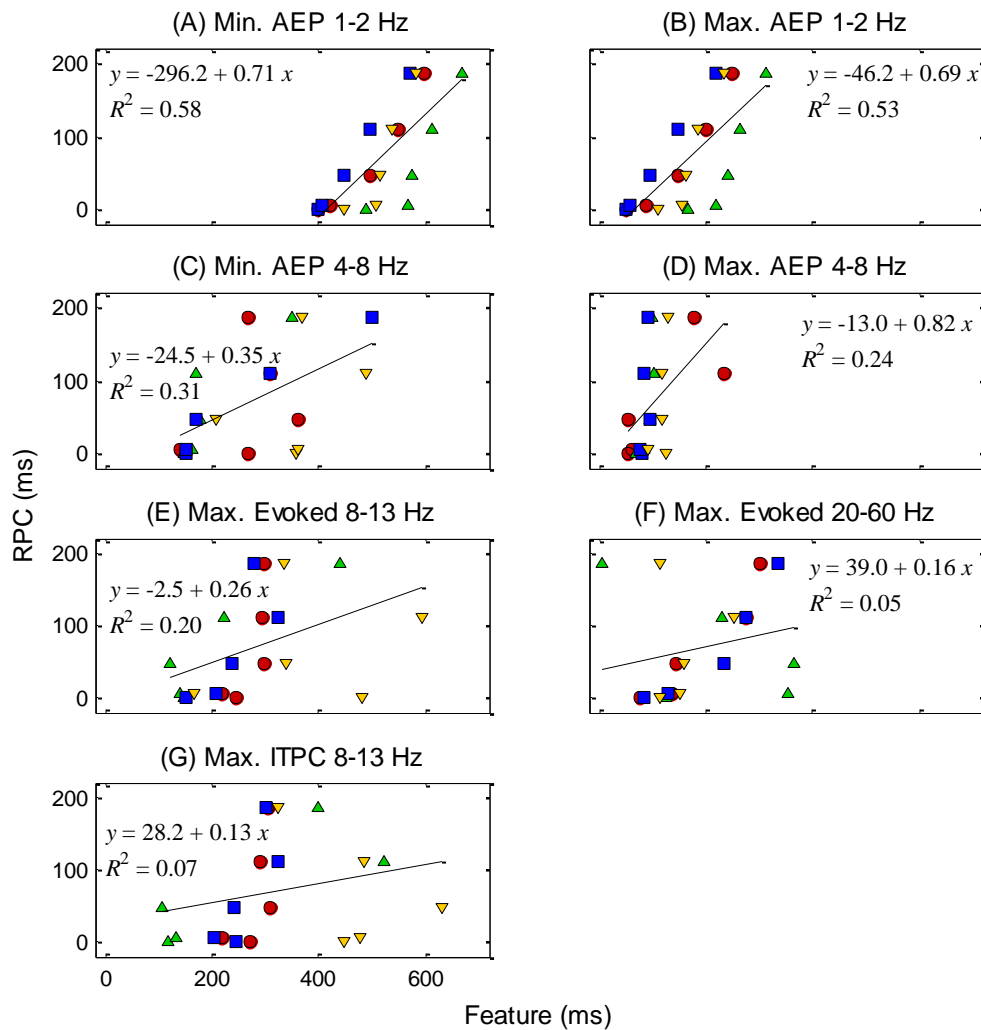 (A) Min. AEP 1-2 Hz
(B) Max. AEP 1-2 Hz
200
100
0
y = -296.2 + 0.71 x
R² = 0.58
y = -46.2 + 0.69 x
R² = 0.53
(C) Min. AEP 4-8 Hz
(D) Max. AEP 4-8 Hz
200
100
0
y = -24.5 + 0.35 x
R² = 0.31
y = -13.0 + 0.82 x
R² = 0.24
RPC (ms)
(E) Max. Evoked 8-13 Hz
(F) Max. Evoked 20-60 Hz
200
100
0
y = -2.5 + 0.26 x
R² = 0.20
y = 39.0 + 0.16 x
R² = 0.05
(G) Max. ITPC 8-13 Hz
200
100
0
y = 28.2 + 0.13 x
R² = 0.07
0 200 400 600
Feature (ms)